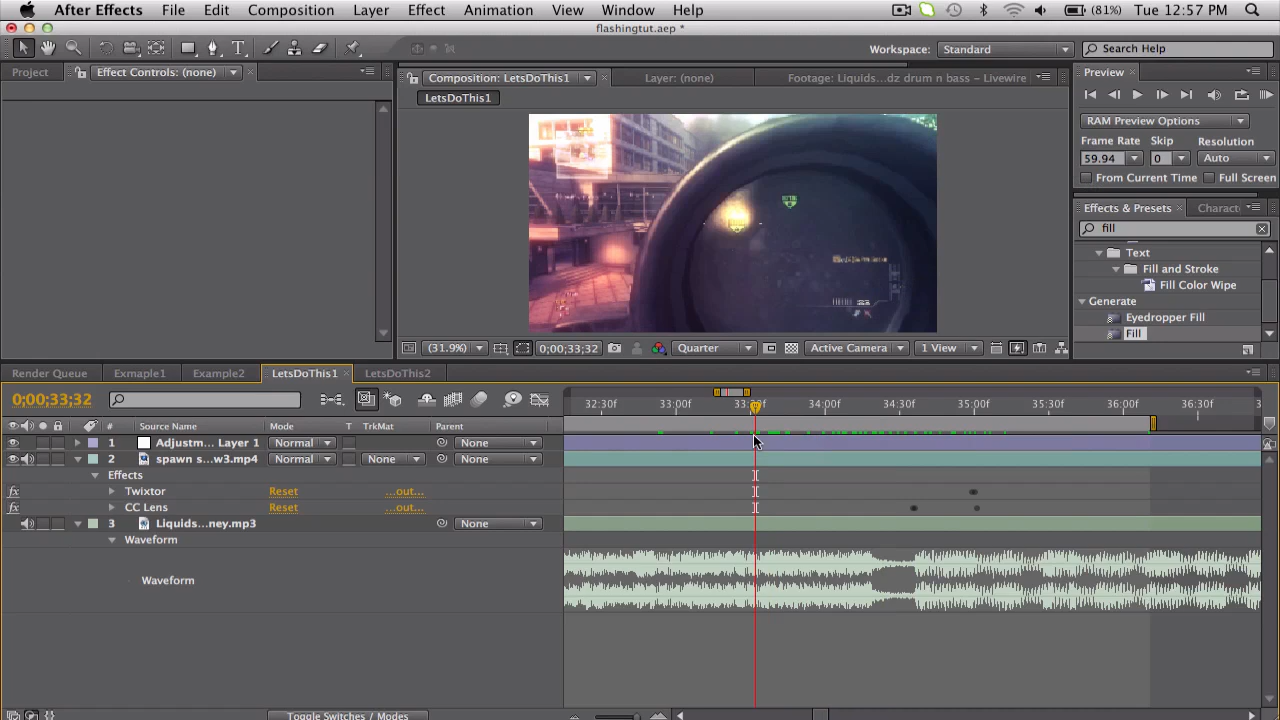 After Effects File Edit Composition Layer Effect Animation View Window Help (81%) Tue 12:57 PM
flashingtut.aep *
Workspace: Standard Search Help
Project Effect Controls: (none) Composition: LetsDoThis1 Layer: (none) Footage: Liquids...dz drum n bass – Livewire Preview
LetsDoThis1
RAM Preview Options
Frame Rate Skip Resolution
59.94 0 Auto
From Current Time Full Screen
Effects & Presets Charact
fill
Text
Fill and Stroke
Fill Color Wipe
Generate
Eyedropper Fill
Fill
(31.9%) 0;00;33;32 Quarter Active Camera 1 View
Render Queue Exmaple1 Example2 LetsDoThis1 LetsDoThis2
0;00;33;32
32:30f 33:00f 33:30f 34:00f 34:30f 35:00f 35:30f 36:00f 36:30f 3
# Source Name Mode T TrkMat Parent
1 Adjustm... Layer 1 Normal None
2 spawn s...w3.mp4 Normal None None
Effects
fx Twixtor Reset ...out...
fx CC Lens Reset ...out...
3 Liquids...ney.mp3 None
Waveform
Waveform
Toggle Switches / Modes